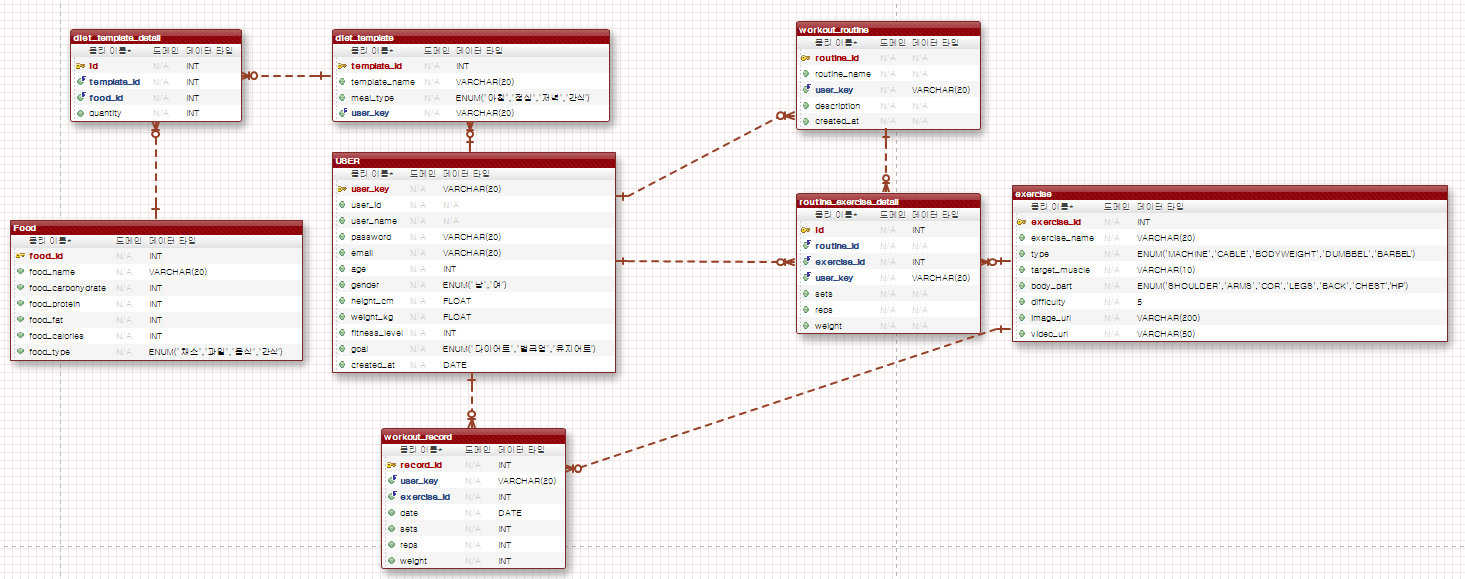 diet_template_detail
물리 이름* 도메인 데이터 타입
id N/A INT
template_id N/A INT
food_id N/A INT
quantity N/A INT
diet_template
물리 이름* 도메인 데이터 타입
template_id N/A INT
template_name N/A VARCHAR(20)
meal_type N/A ENUM('아침','점심','저녁','간식')
user_key N/A VARCHAR(20)
workout_routine
물리 이름* 도메인 데이터 타입
routine_id N/A N/A
routine_name N/A N/A
user_key N/A VARCHAR(20)
description N/A N/A
created_at N/A N/A
USER
물리 이름* 도메인 데이터 타입
user_key N/A VARCHAR(20)
user_id N/A N/A
user_name N/A N/A
password N/A VARCHAR(20)
email N/A VARCHAR(20)
age N/A INT
gender N/A ENUM('남','여')
height_cm N/A FLOAT
weight_kg N/A FLOAT
fitness_level N/A INT
goal N/A ENUM('다이어트','벌크업','유지어트')
created_at N/A DATE
routine_exercise_detail
물리 이름* 도메인 데이터 타입
id N/A INT
routine_id N/A N/A
exercise_id N/A INT
user_key N/A VARCHAR(20)
sets N/A N/A
reps N/A N/A
weight N/A N/A
exercise
물리 이름* 도메인 데이터 타입
exercise_id N/A INT
exercise_name N/A VARCHAR(20)
type N/A ENUM('MACHINE','CABLE','BODYWEIGHT','DUMBBEL','BARBEL')
target_muscle N/A VARCHAR(10)
body_part N/A ENUM('SHOULDER','ARMS','COR','LEGS','BACK','CHEST','HP')
difficulty N/A 5
image_url N/A VARCHAR(200)
video_url N/A VARCHAR(50)
Food
물리 이름* 도메인 데이터 타입
food_id N/A INT
food_name N/A VARCHAR(20)
food_carbohydrate N/A INT
food_protein N/A INT
food_fat N/A INT
food_calories N/A INT
food_type N/A ENUM('채소','과일','음식','간식')
workout_record
물리 이름* 도메인 데이터 타입
record_id N/A INT
user_key N/A VARCHAR(20)
exercise_id N/A INT
date N/A DATE
sets N/A INT
reps N/A INT
weight N/A INT